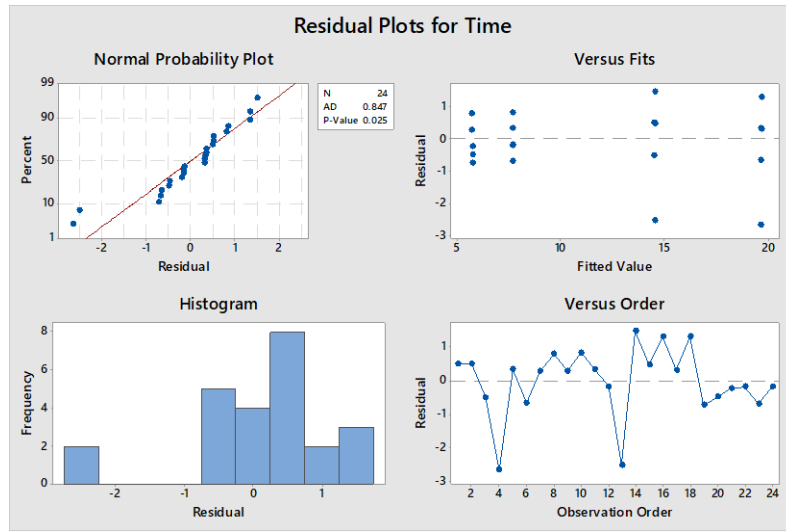 Residual Plots for Time
Normal Probability Plot
99
90
50
10
1
Percent
-2 -1 0 1 2
Residual
N 24
AD 0.847
P-Value 0.025
Versus Fits
1
0
-1
-2
-3
Residual
5 10 15 20
Fitted Value
Histogram
8
6
4
2
0
Frequency
-2 -1 0 1
Residual
Versus Order
1
0
-1
-2
-3
Residual
2 4 6 8 10 12 14 16 18 20 22 24
Observation Order